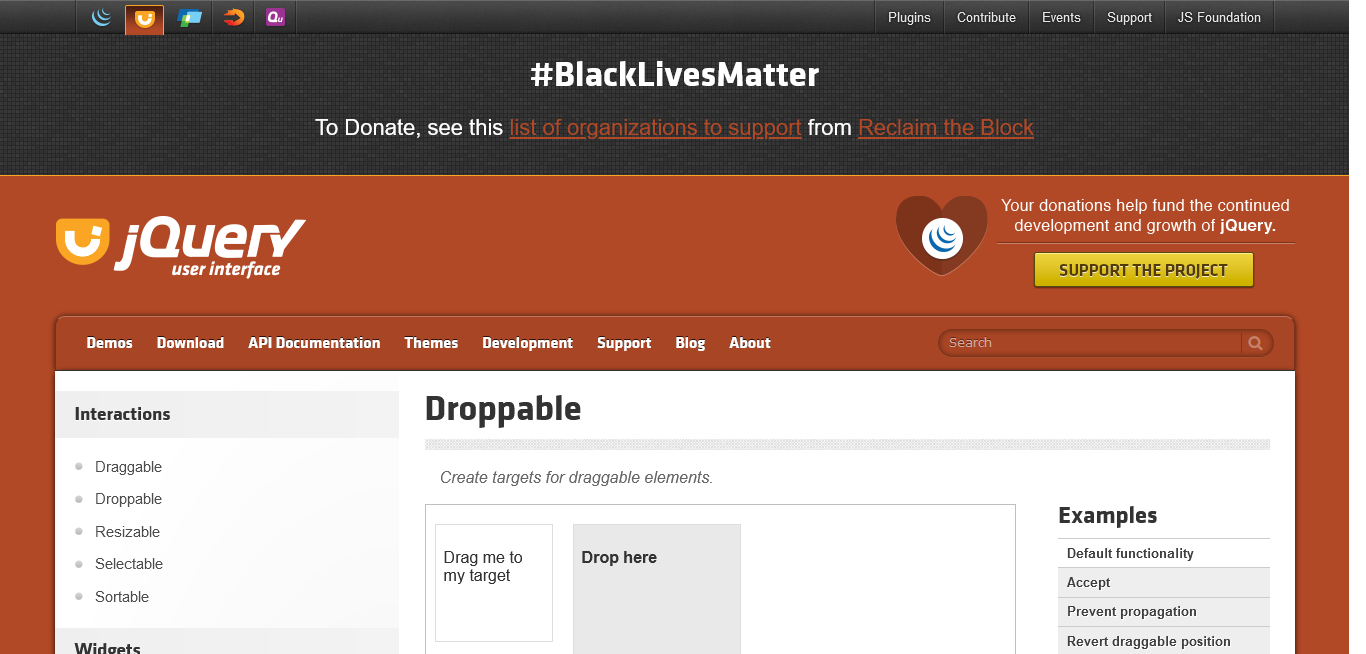 Qu
Plugins
Contribute
Events
Support
JS Foundation
#BlackLivesMatter
To Donate, see this list of organizations to support from Reclaim the Block
jQuery
user interface
Your donations help fund the continued
development and growth of jQuery.
SUPPORT THE PROJECT
Demos
Download
API Documentation
Themes
Development
Support
Blog
About
Search
Interactions
Draggable
Droppable
Resizable
Selectable
Sortable
Widgets
Droppable
Create targets for draggable elements.
Drag me to
my target
Drop here
Examples
Default functionality
Accept
Prevent propagation
Revert draggable position